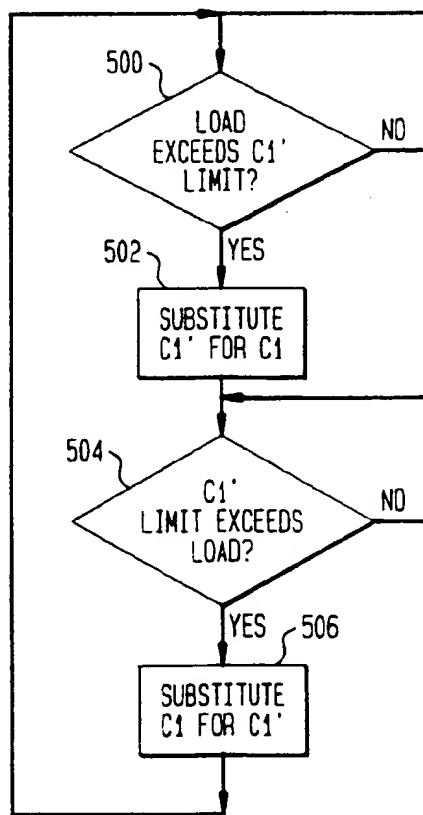 500
LOAD
EXCEEDS C1'
LIMIT?
NO
YES
502
SUBSTITUTE
C1' FOR C1
504
C1'
LIMIT EXCEEDS
LOAD?
NO
YES
506
SUBSTITUTE
C1 FOR C1'